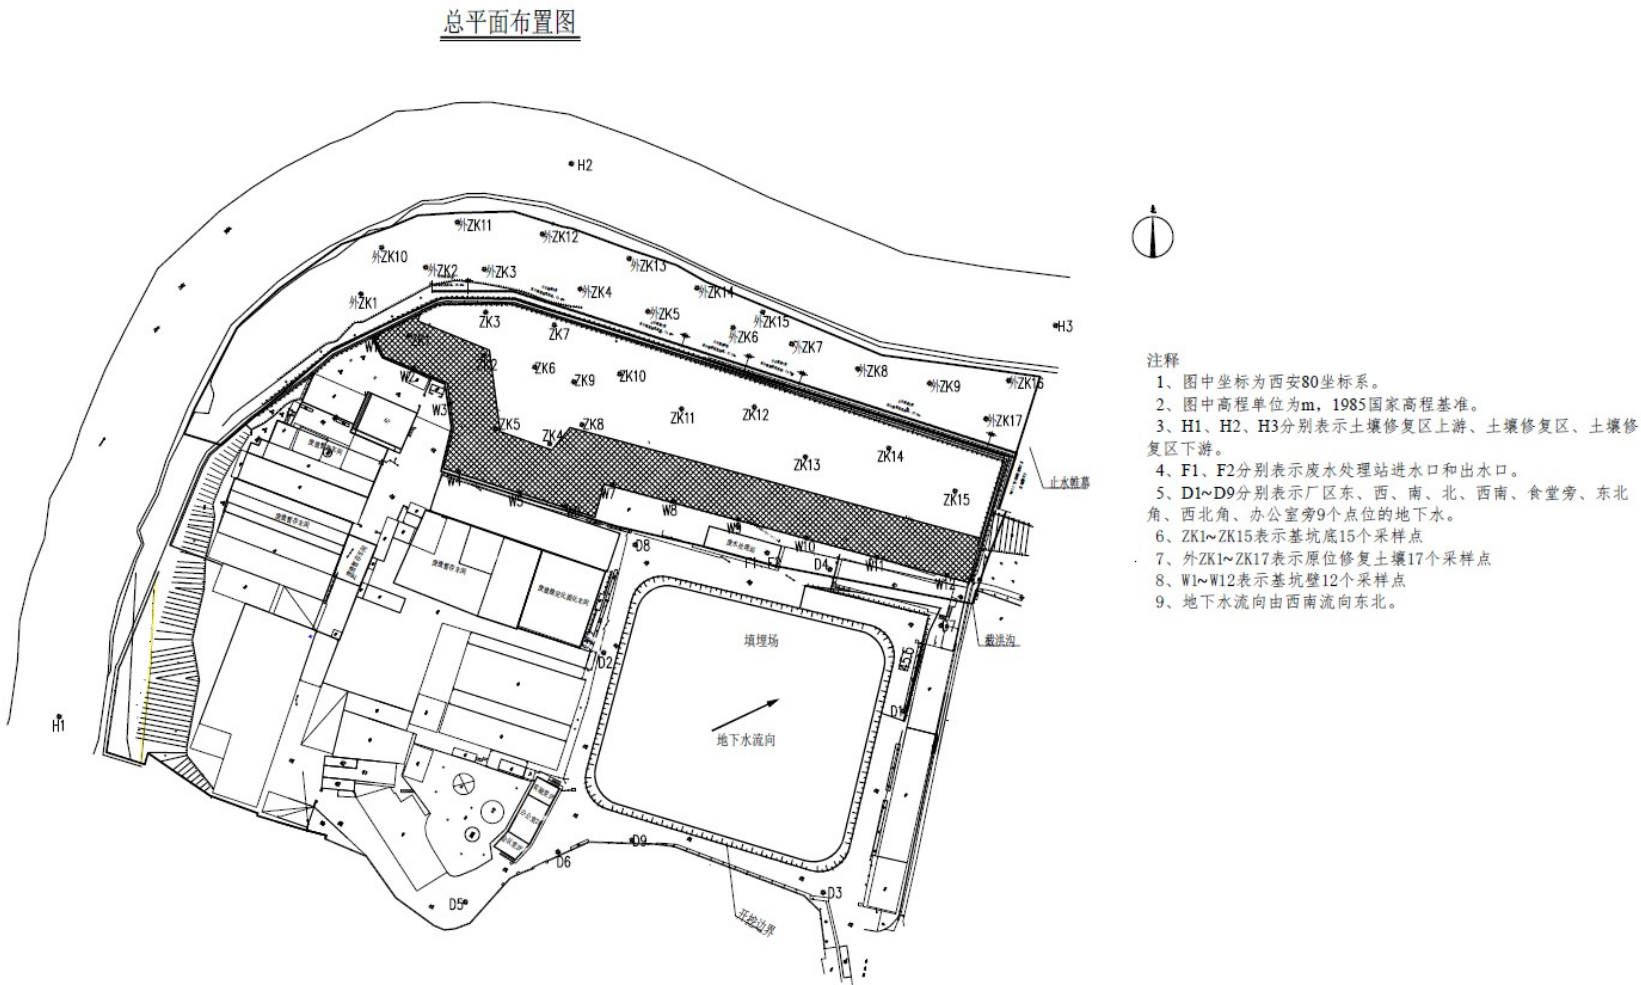 总平面布置图
H2
外ZK11
外ZK12
外ZK10
外ZK2
外ZK3
外ZK13
外ZK1
外ZK4
外ZK14
外ZK5
外ZK15
外ZK6
外ZK7
H3
外ZK8
外ZK9
外ZK16
外ZK17
ZK3
ZK7
ZK1
ZK2
ZK6
ZK9
ZK10
ZK11
ZK12
ZK5
ZK4
ZK8
ZK13
ZK14
ZK15
W1
W2
W3
W4
W5
W7
W8
W9
W10
W11
W12
止水帷幕
截洪沟
废水处理站
F1
F2
D4
D8
D2
D1
填埋场
地下水流向
H1
D5
D6
D9
D3
开挖边界
注释
1、图中坐标为西安80坐标系。
2、图中高程单位为m，1985国家高程基准。
3、H1、H2、H3分别表示土壤修复区上游、土壤修复区、土壤修
复区下游。
4、F1、F2分别表示废水处理站进水口和出水口。
5、D1~D9分别表示厂区东、西、南、北、西南、食堂旁、东北
角、西北角、办公室旁9个点位的地下水。
6、ZK1~ZK15表示基坑底15个采样点
7、外ZK1~ZK17表示原位修复土壤17个采样点
8、W1~W12表示基坑壁12个采样点
9、地下水流向由西南流向东北。